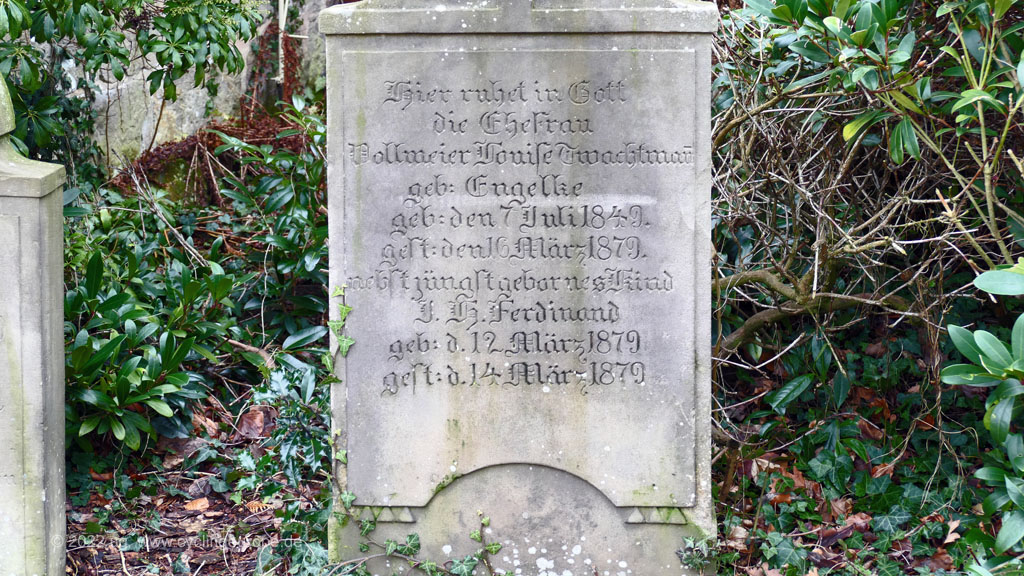 Hier ruhet in Gott
die Ehefrau
Vollmeier Louise Twachtman̄
geb: Engelke
geb: den 7 Juli 1849.
gest: den 16 März 1879.
nebst jüngst gebornes Kind
J. H. Ferdinand
geb: d. 12 März 1879
gest: d. 14 März 1879
© 2022